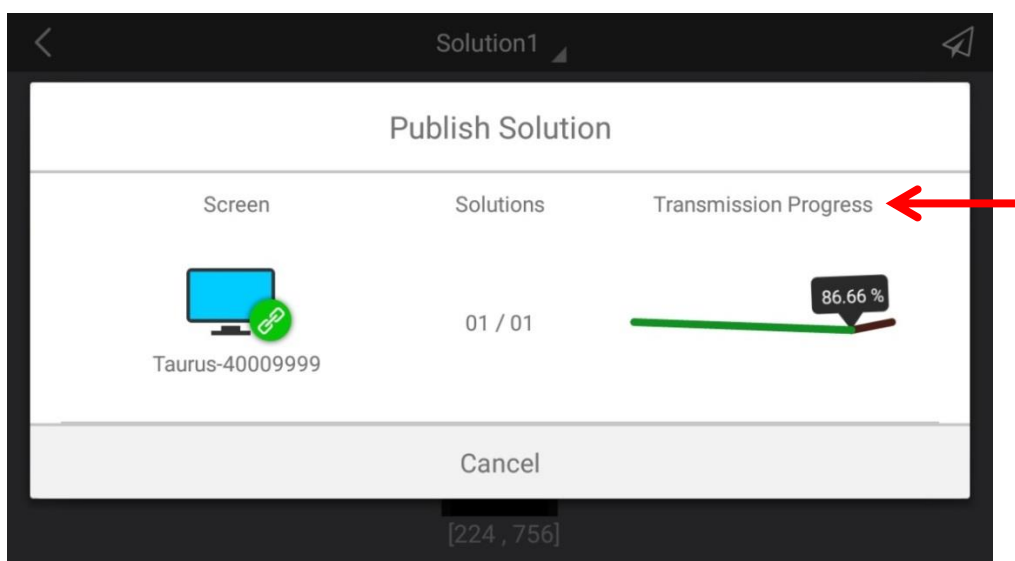 Solution1
Publish Solution
Screen Solutions Transmission Progress
86.66 %
01 / 01
Taurus-40009999
Cancel
[224 , 756]